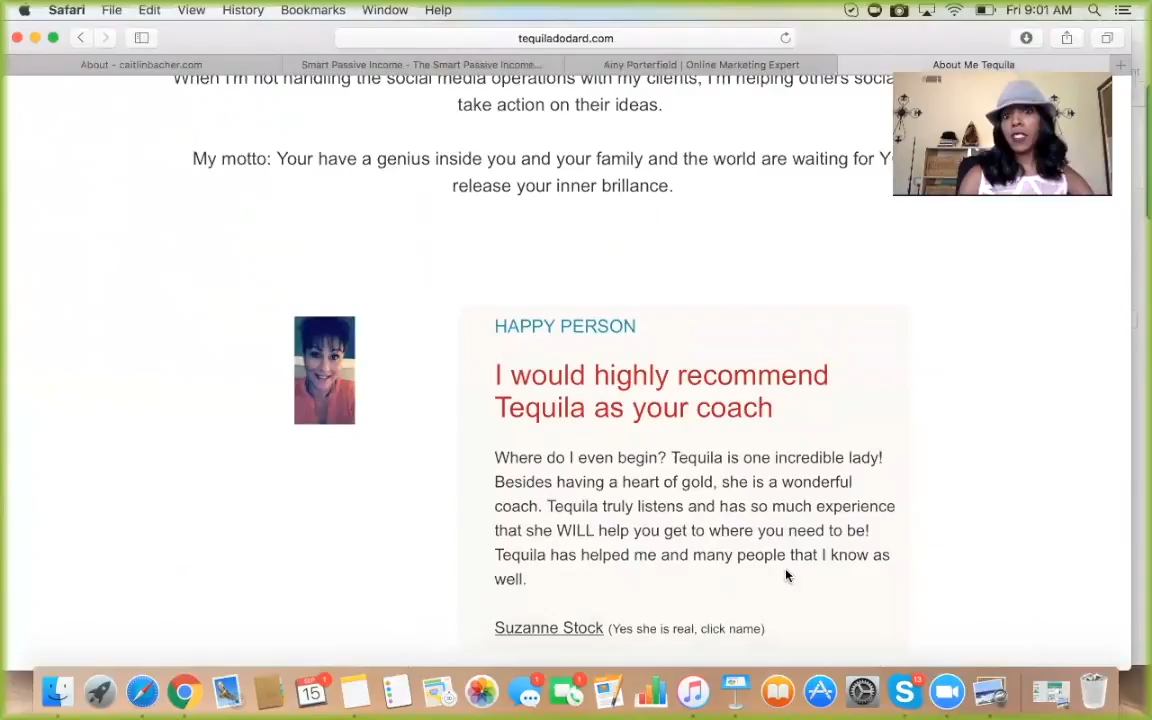 Safari File Edit View History Bookmarks Window Help Fri 9:01 AM
tequiladodard.com
About - caitlinbacher.com Smart Passive Income - The Smart Passive Income... Amy Porterfield | Online Marketing Expert About Me Tequila
When I'm not handling the social media operations with my clients, I'm helping others socia
take action on their ideas.
My motto: Your have a genius inside you and your family and the world are waiting for Y
release your inner brillance.
HAPPY PERSON
I would highly recommend
Tequila as your coach
Where do I even begin? Tequila is one incredible lady!
Besides having a heart of gold, she is a wonderful
coach. Tequila truly listens and has so much experience
that she WILL help you get to where you need to be!
Tequila has helped me and many people that I know as
well.
Suzanne Stock (Yes she is real, click name)
15
1
1
1
13